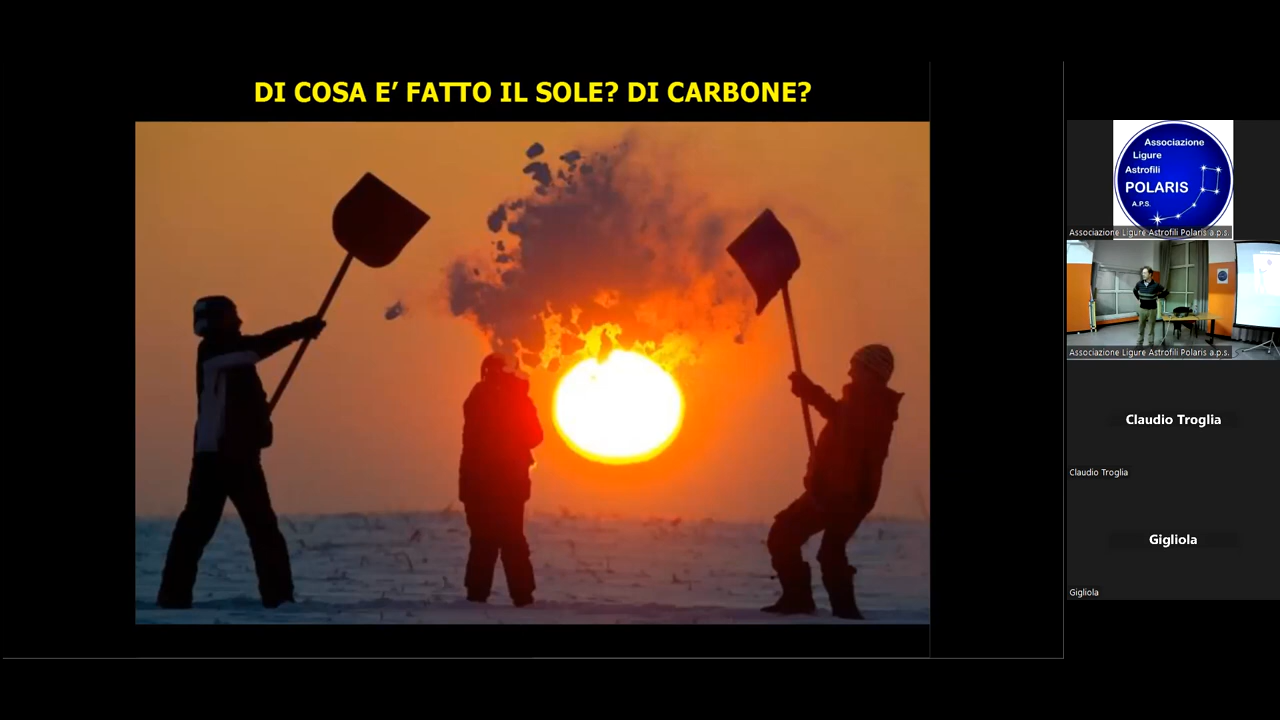 DI COSA E’ FATTO IL SOLE? DI CARBONE?
Associazione
Ligure
Astrofili
POLARIS
A.P.S.
Associazione Ligure Astrofili Polaris a.p.s.
Associazione Ligure Astrofili Polaris a.p.s.
Claudio Troglia
Claudio Troglia
Gigliola
Gigliola